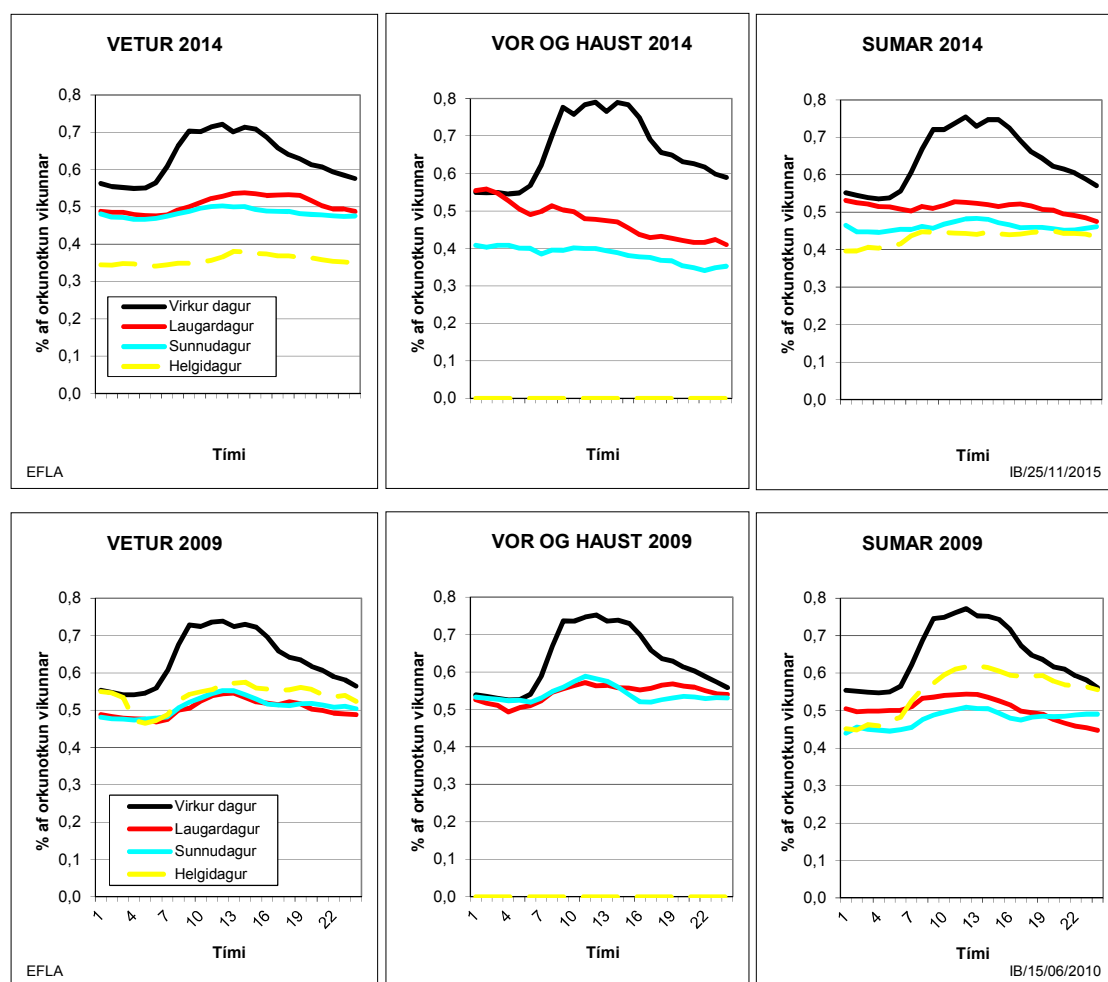 VETUR 2014
% af orkunotkun vikunnar
0,8
0,7
0,6
0,5
0,4
0,3
0,2
0,1
0,0
Virkur dagur
Laugardagur
Sunnudagur
Helgidagur
Tími
EFLA
VOR OG HAUST 2014
% af orkunotkun vikunnar
0,8
0,7
0,6
0,5
0,4
0,3
0,2
0,1
0,0
Tími
SUMAR 2014
% af orkunotkun vikunnar
0,8
0,7
0,6
0,5
0,4
0,3
0,2
0,1
0,0
Tími
IB/25/11/2015
VETUR 2009
% af orkunotkun vikunnar
0,8
0,7
0,6
0,5
0,4
0,3
0,2
0,1
0,0
Virkur dagur
Laugardagur
Sunnudagur
Helgidagur
1 4 7 10 13 16 19 22
Tími
EFLA
VOR OG HAUST 2009
% af orkunotkun vikunnar
0,8
0,7
0,6
0,5
0,4
0,3
0,2
0,1
0,0
1 4 7 10 13 16 19 22
Tími
SUMAR 2009
% af orkunotkun vikunnar
0,8
0,7
0,6
0,5
0,4
0,3
0,2
0,1
0,0
1 4 7 10 13 16 19 22
Tími
IB/15/06/2010